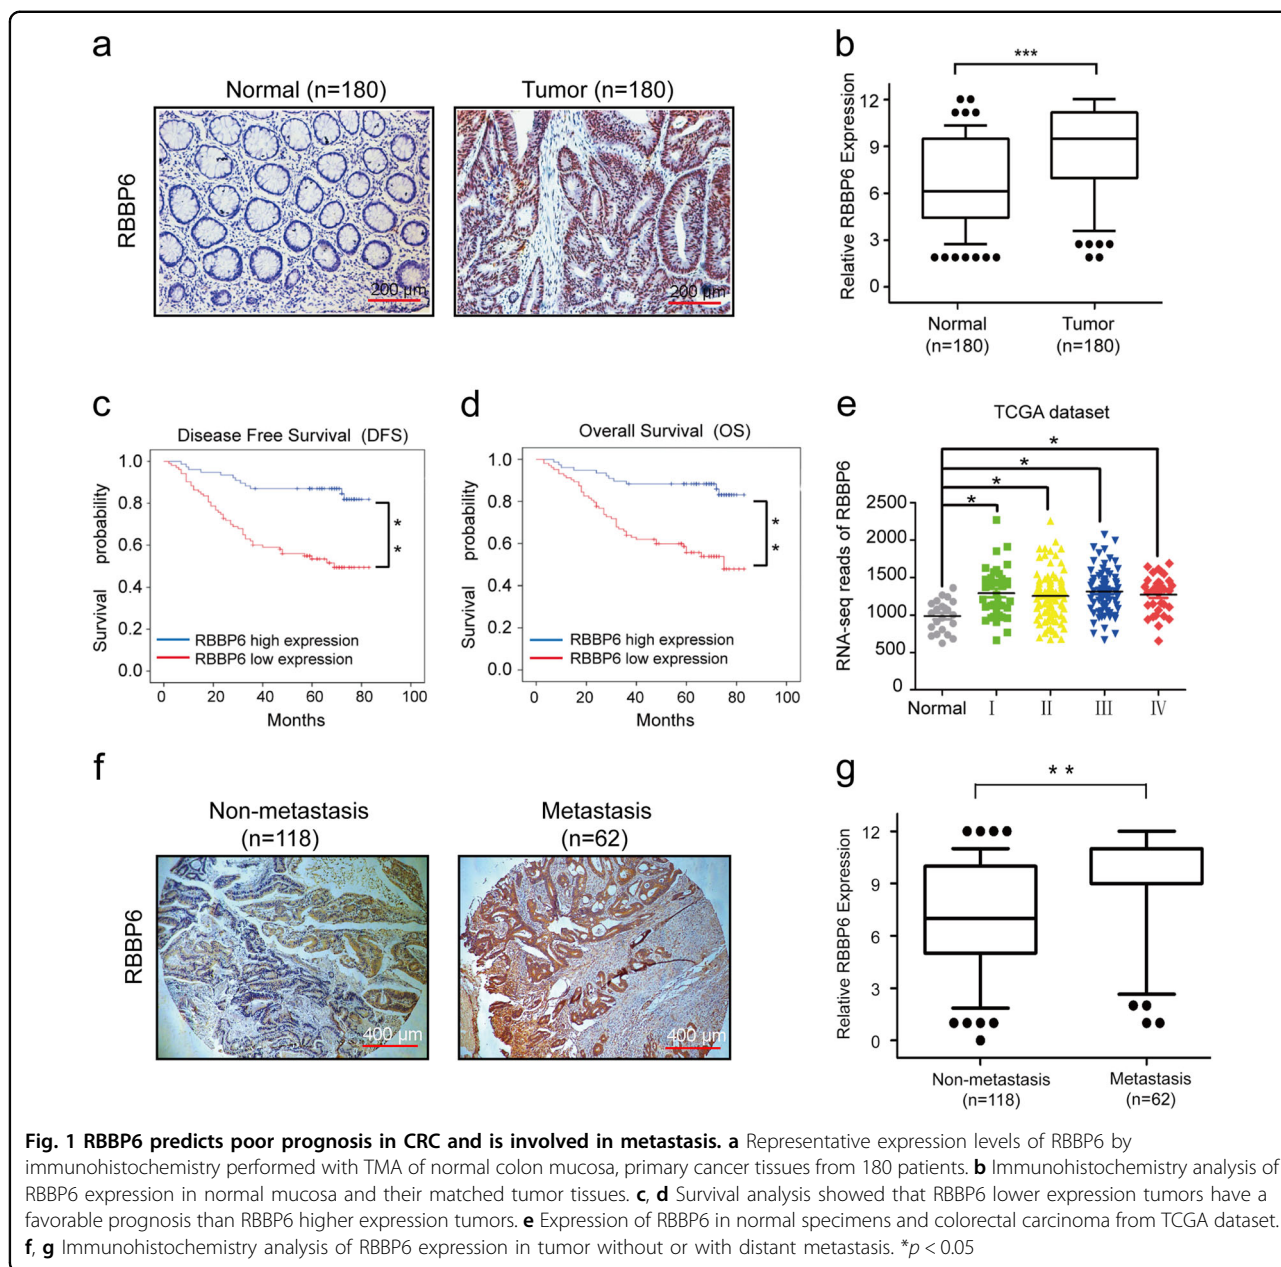 a
Normal (n=180)
Tumor (n=180)
RBBP6
200 μm
200 μm
b
***
Relative RBBP6 Expression
12
9
6
3
0
Normal
(n=180)
Tumor
(n=180)
c
Disease Free Survival (DFS)
Survival probability
1.0
0.8
0.6
0.4
0.2
0.0
*
*
RBBP6 high expression
RBBP6 low expression
0 20 40 60 80 100
Months
d
Overall Survival (OS)
Survival probability
1.0
0.8
0.6
0.4
0.2
0.0
*
*
RBBP6 high expression
RBBP6 low expression
0 20 40 60 80 100
Months
e
TCGA dataset
*
*
*
*
RNA-seq reads of RBBP6
2500
2000
1500
1000
500
0
Normal I II III IV
f
Non-metastasis
(n=118)
Metastasis
(n=62)
RBBP6
400 μm
400 μm
g
* *
Relative RBBP6 Expression
12
9
6
3
0
Non-metastasis
(n=118)
Metastasis
(n=62)
Fig. 1 RBBP6 predicts poor prognosis in CRC and is involved in metastasis. a Representative expression levels of RBBP6 by
immunohistochemistry performed with TMA of normal colon mucosa, primary cancer tissues from 180 patients. b Immunohistochemistry analysis of
RBBP6 expression in normal mucosa and their matched tumor tissues. c, d Survival analysis showed that RBBP6 lower expression tumors have a
favorable prognosis than RBBP6 higher expression tumors. e Expression of RBBP6 in normal specimens and colorectal carcinoma from TCGA dataset.
f, g Immunohistochemistry analysis of RBBP6 expression in tumor without or with distant metastasis. *p < 0.05